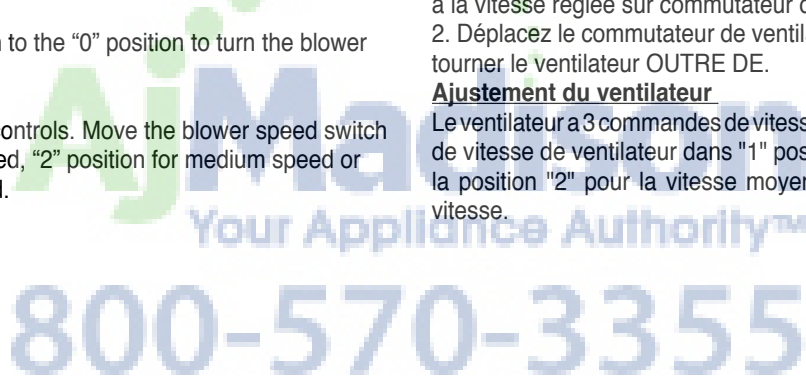 n to the “0” position to turn the blower
controls. Move the blower speed switch
ed, “2” position for medium speed or
d.
à la vitesse réglée sur commutateur d
2. Déplacez le commutateur de ventila
tourner le ventilateur OUTRE DE.
Ajustement du ventilateur
Le ventilateur a 3 commandes de vitess
de vitesse de ventilateur dans "1" pos
la position "2" pour la vitesse moyen
vitesse.
AjMadison
Your Appliance Authority™
800-570-3355